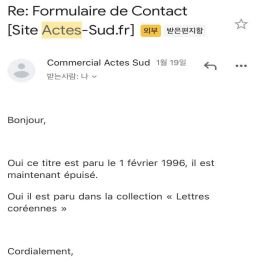 Re: Formulaire de Contact
[Site Actes-Sud.fr] 외부 받은편지함
Commercial Actes Sud 1월 19일
받는사람: 나
Bonjour,
Oui ce titre est paru le 1 février 1996, il est
maintenant épuisé.
Oui il est paru dans la collection « Lettres
coréennes »
Cordialement,